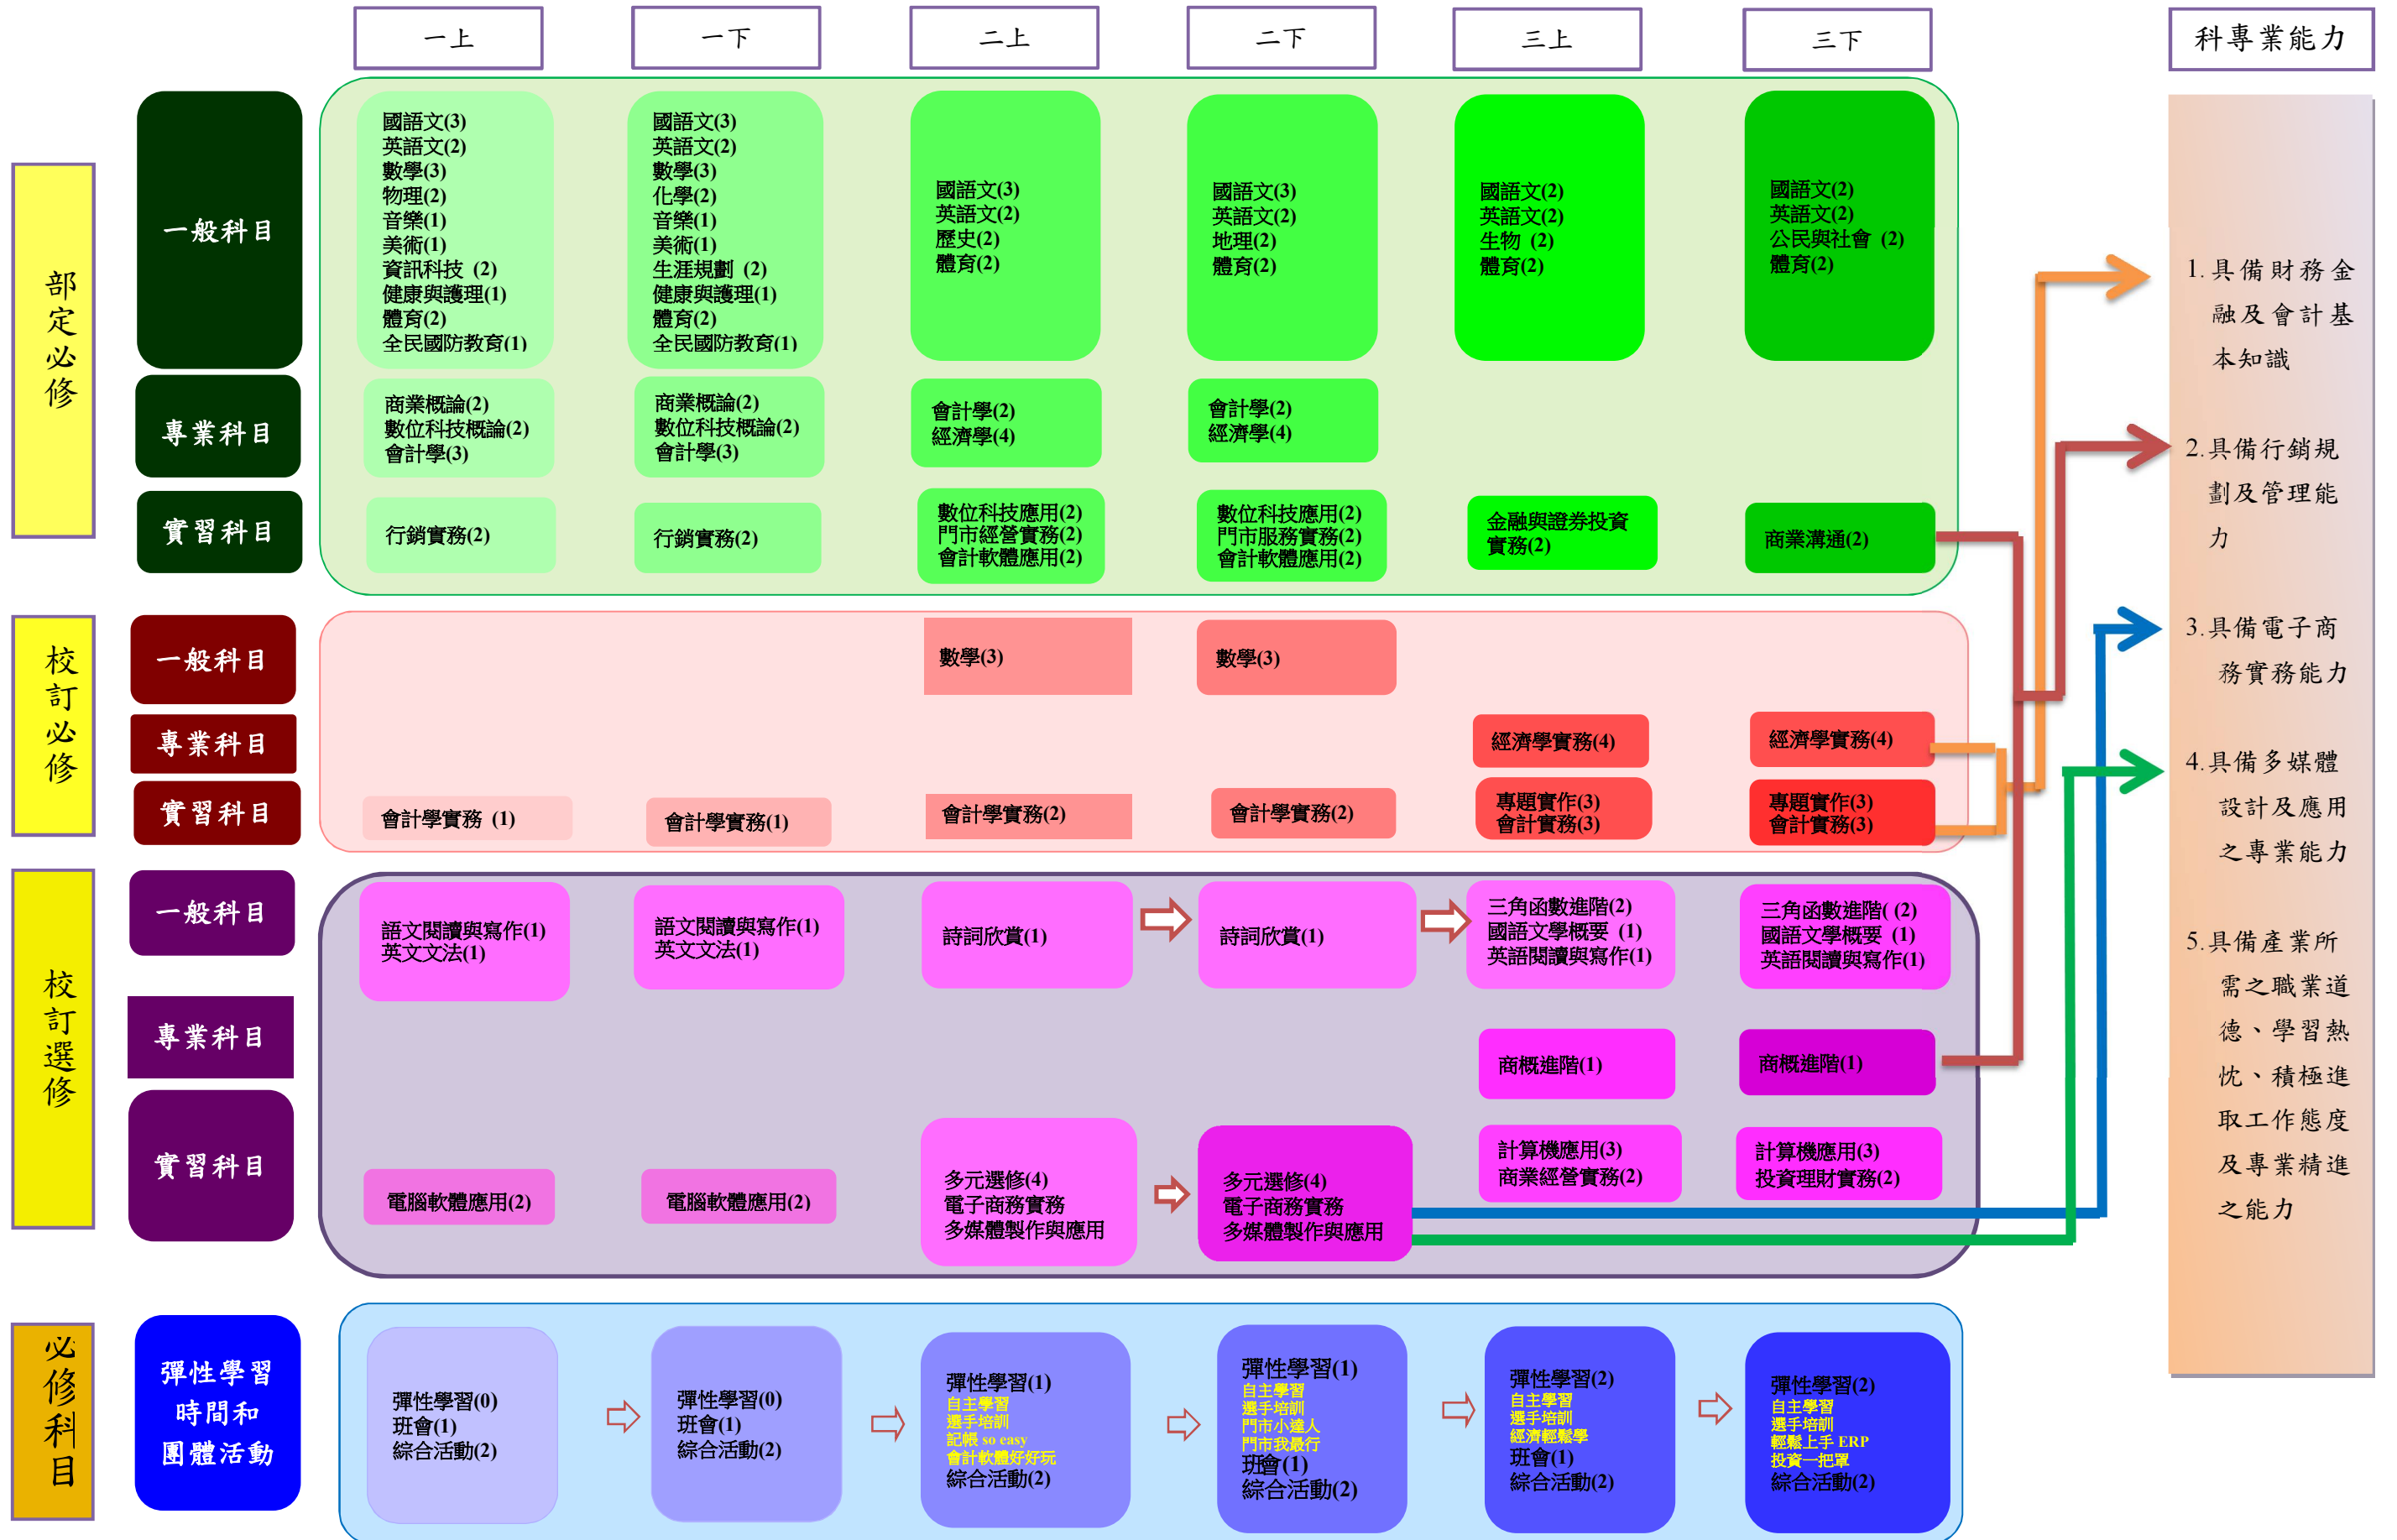 一上
一下
二上
二下
三上
三下
科專業能力
部定必修
一般科目
國語文(3)
英語文(2)
數學(3)
物理(2)
音樂(1)
美術(1)
資訊科技 (2)
健康與護理(1)
體育(2)
全民國防教育(1)
國語文(3)
英語文(2)
數學(3)
化學(2)
音樂(1)
美術(1)
生涯規劃 (2)
健康與護理(1)
體育(2)
全民國防教育(1)
國語文(3)
英語文(2)
歷史(2)
體育(2)
國語文(3)
英語文(2)
地理(2)
體育(2)
國語文(2)
英語文(2)
生物 (2)
體育(2)
國語文(2)
英語文(2)
公民與社會 (2)
體育(2)
專業科目
商業概論(2)
數位科技概論(2)
會計學(3)
商業概論(2)
數位科技概論(2)
會計學(3)
會計學(2)
經濟學(4)
會計學(2)
經濟學(4)
實習科目
行銷實務(2)
行銷實務(2)
數位科技應用(2)
門市經營實務(2)
會計軟體應用(2)
數位科技應用(2)
門市服務實務(2)
會計軟體應用(2)
金融與證券投資
實務(2)
商業溝通(2)
校訂必修
一般科目
數學(3)
數學(3)
專業科目
經濟學實務(4)
經濟學實務(4)
實習科目
會計學實務 (1)
會計學實務(1)
會計學實務(2)
會計學實務(2)
專題實作(3)
會計實務(3)
專題實作(3)
會計實務(3)
校訂選修
一般科目
語文閱讀與寫作(1)
英文文法(1)
語文閱讀與寫作(1)
英文文法(1)
詩詞欣賞(1)
詩詞欣賞(1)
三角函數進階(2)
國語文學概要 (1)
英語閱讀與寫作(1)
三角函數進階( (2)
國語文學概要 (1)
英語閱讀與寫作(1)
專業科目
商概進階(1)
商概進階(1)
實習科目
電腦軟體應用(2)
電腦軟體應用(2)
多元選修(4)
電子商務實務
多媒體製作與應用
多元選修(4)
電子商務實務
多媒體製作與應用
計算機應用(3)
商業經營實務(2)
計算機應用(3)
投資理財實務(2)
必修科目
彈性學習
時間和
團體活動
彈性學習(0)
班會(1)
綜合活動(2)
彈性學習(0)
班會(1)
綜合活動(2)
彈性學習(1)
自主學習
選手培訓
記帳 so easy
會計軟體好好玩
綜合活動(2)
彈性學習(1)
自主學習
選手培訓
門市小達人
門市我最行
班會(1)
綜合活動(2)
彈性學習(2)
自主學習
選手培訓
經濟輕鬆學
班會(1)
綜合活動(2)
彈性學習(2)
自主學習
選手培訓
輕鬆上手 ERP
投資一把罩
綜合活動(2)
1.具備財務金
融及會計基
本知識
2.具備行銷規
劃及管理能
力
3.具備電子商
務實務能力
4.具備多媒體
設計及應用
之專業能力
5.具備產業所
需之職業道
德、學習熱
忱、積極進
取工作態度
及專業精進
之能力